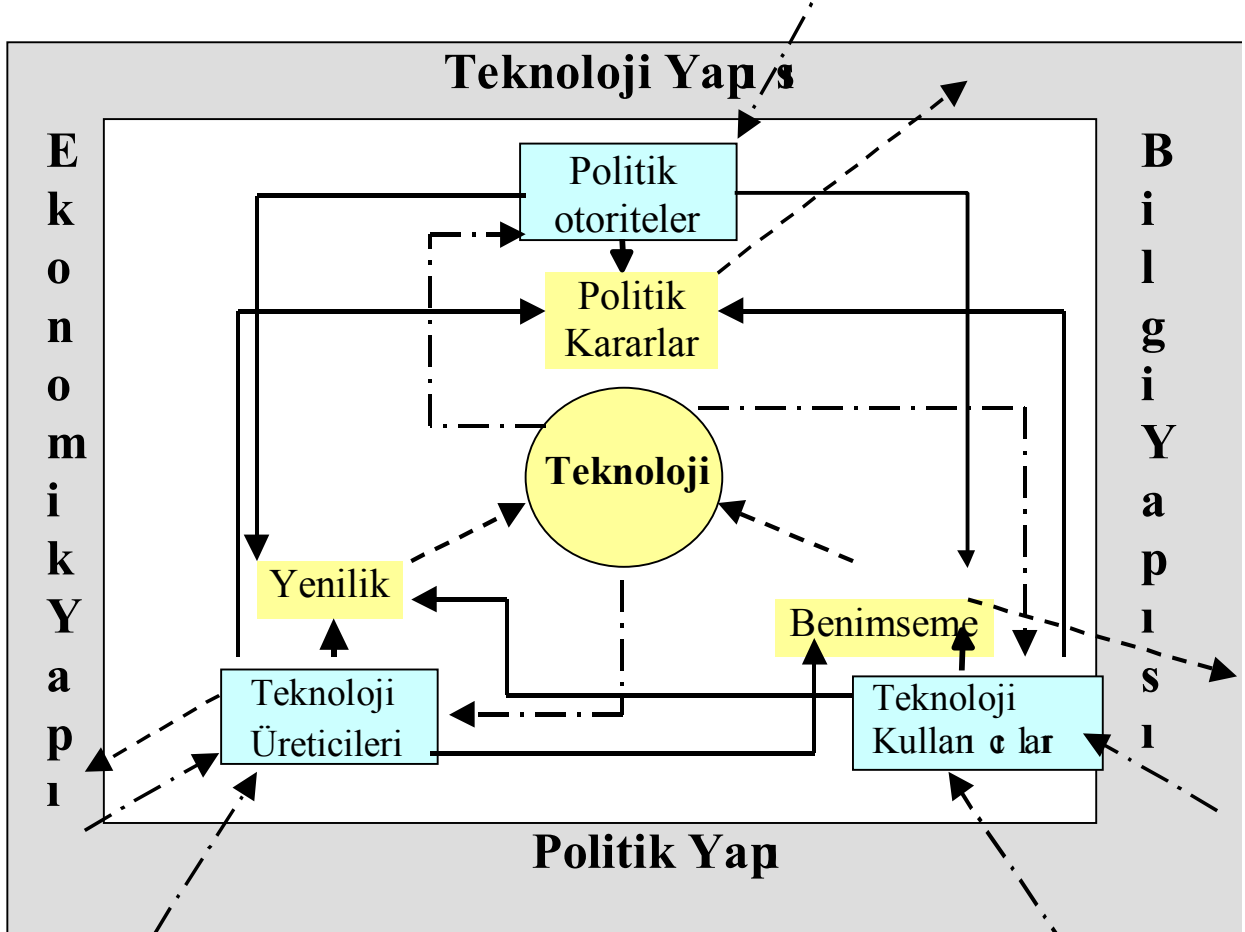 Teknoloji Yapısı
Ekonomik Yapı
Bilgi Yapısı
Politik
otoriteler
Politik
Kararlar
Teknoloji
Yenilik
Benimseme
Teknoloji
Üreticileri
Teknoloji
Kullanıcıları
Politik Yapı